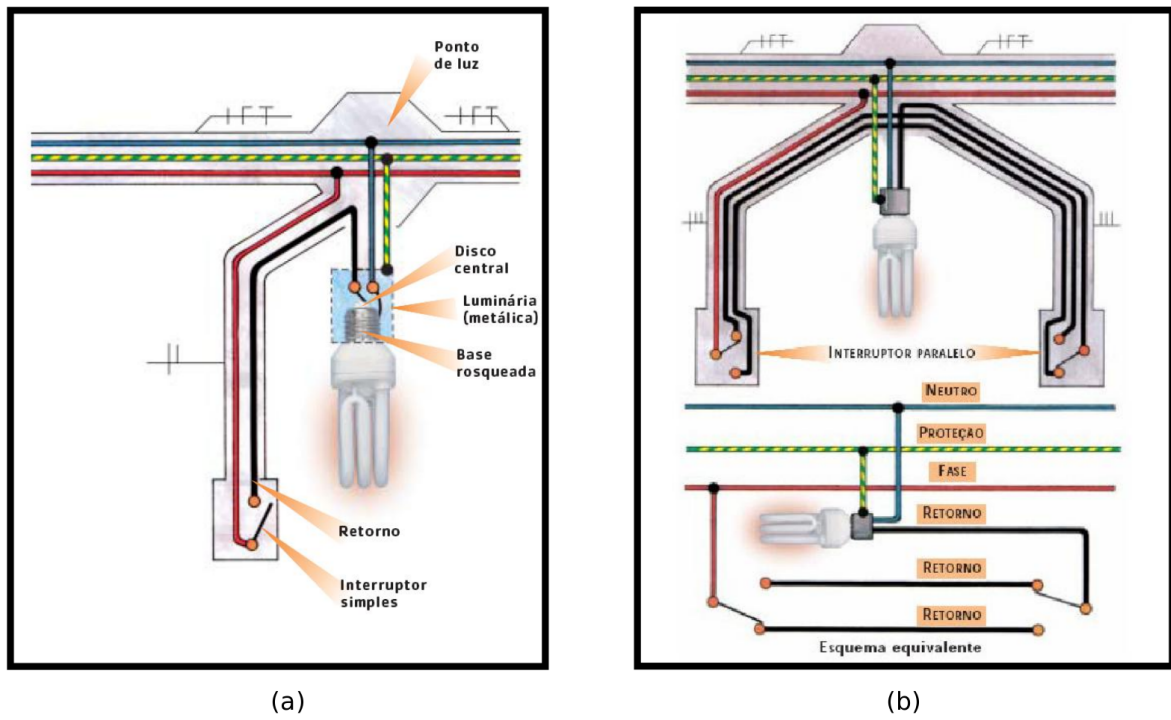 Ponto
de luz
Disco
central
Luminária
(metálica)
Base
rosqueada
Retorno
Interruptor
simples
(a)
INTERRUPTOR PARALELO
NEUTRO
PROTEÇÃO
FASE
RETORNO
RETORNO
RETORNO
Esquema equivalente
(b)